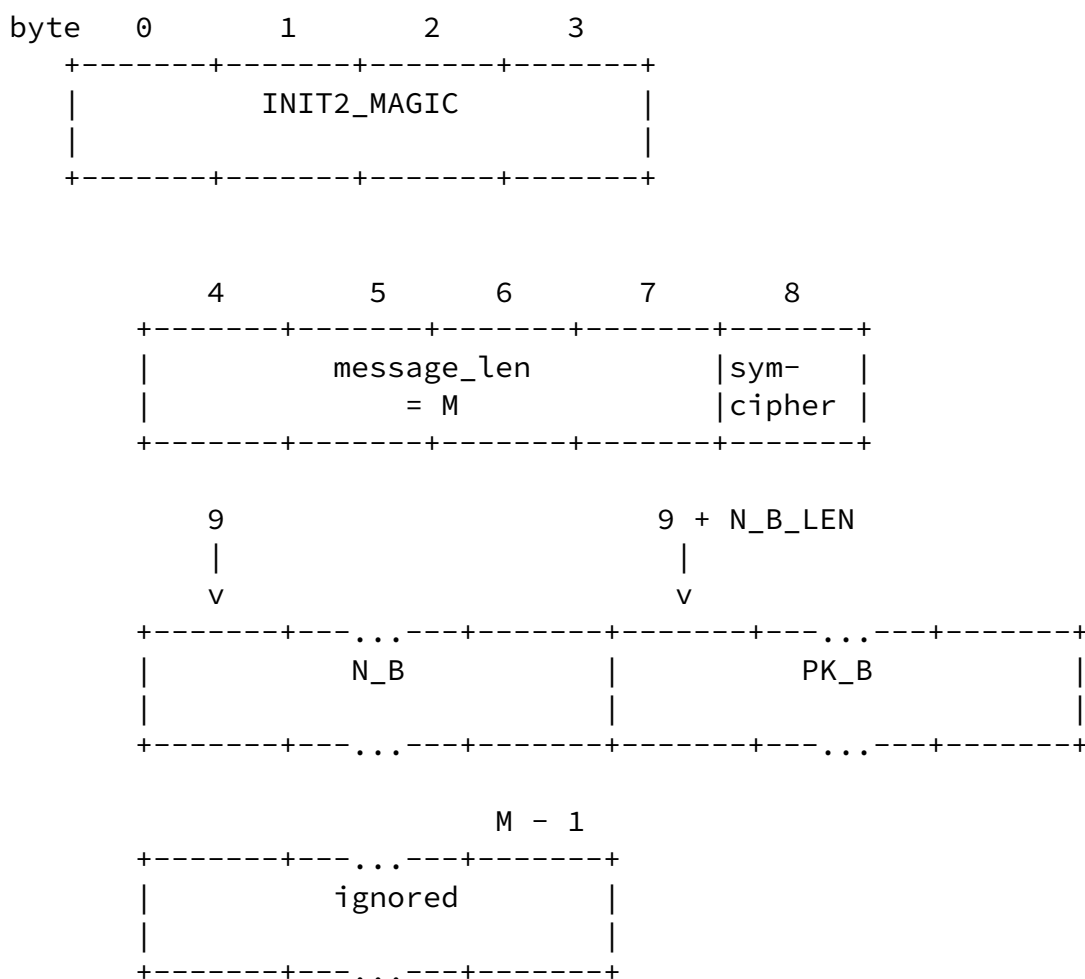 byte 0 1 2 3
+-------+-------+-------+-------+
| INIT2_MAGIC |
| |
+-------+-------+-------+-------+
4 5 6 7 8
+-------+-------+-------+-------+-------+
| message_len |sym- |
| = M |cipher |
+-------+-------+-------+-------+-------+
9 9 + N_B_LEN
| |
v v
+-------+---...---+-------+-------+---...---+-------+
| N_B | PK_B |
| | |
+-------+---...---+-------+-------+---...---+-------+
M - 1
+-------+---...---+-------+
| ignored |
| |
+-------+---...---+-------+